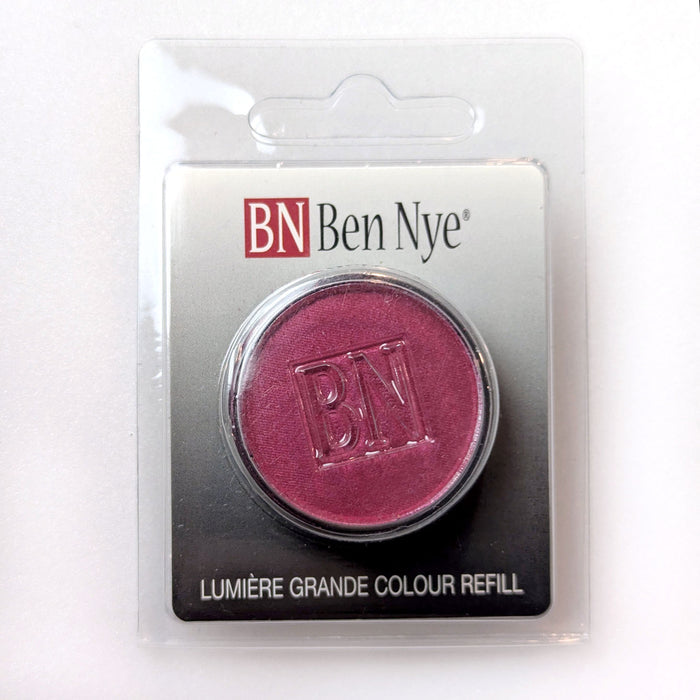 BN Ben Nye®
BN
LUMIÈRE GRANDE COLOUR REFILL